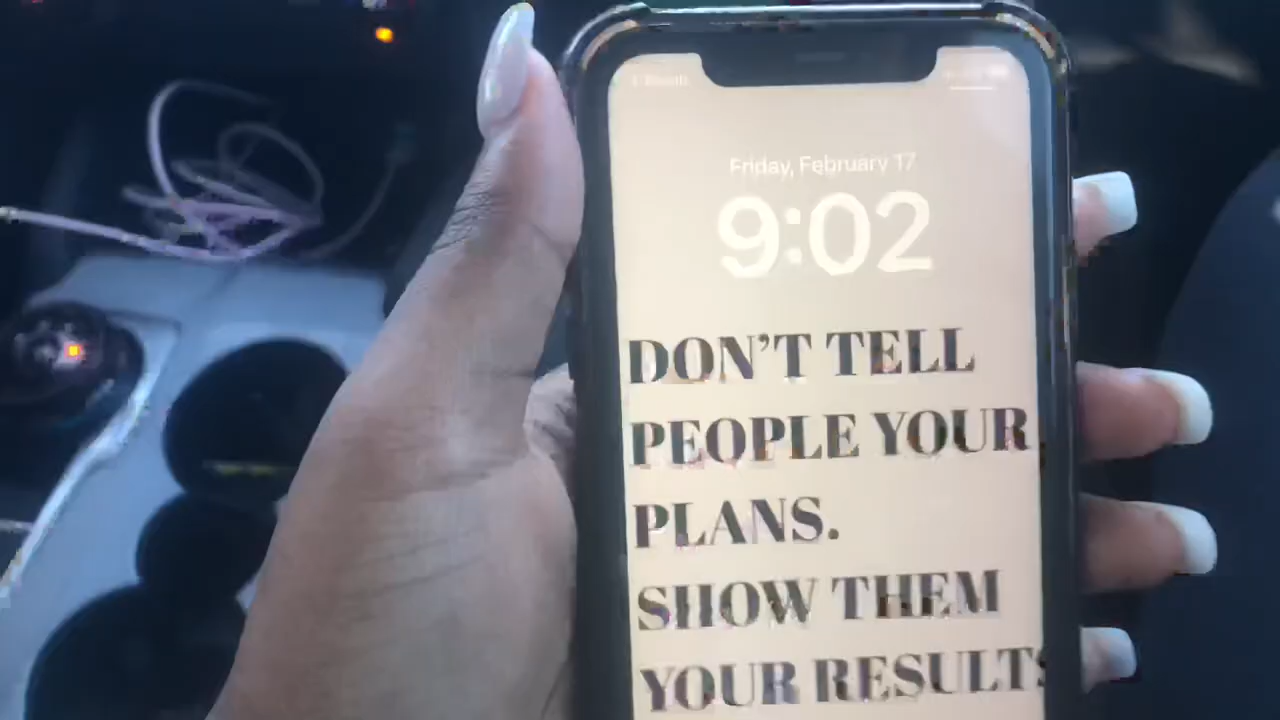 Friday, February 17
9:02
DON'T TELL
PEOPLE YOUR
PLANS.
SHOW THEM
YOUR RESULTS